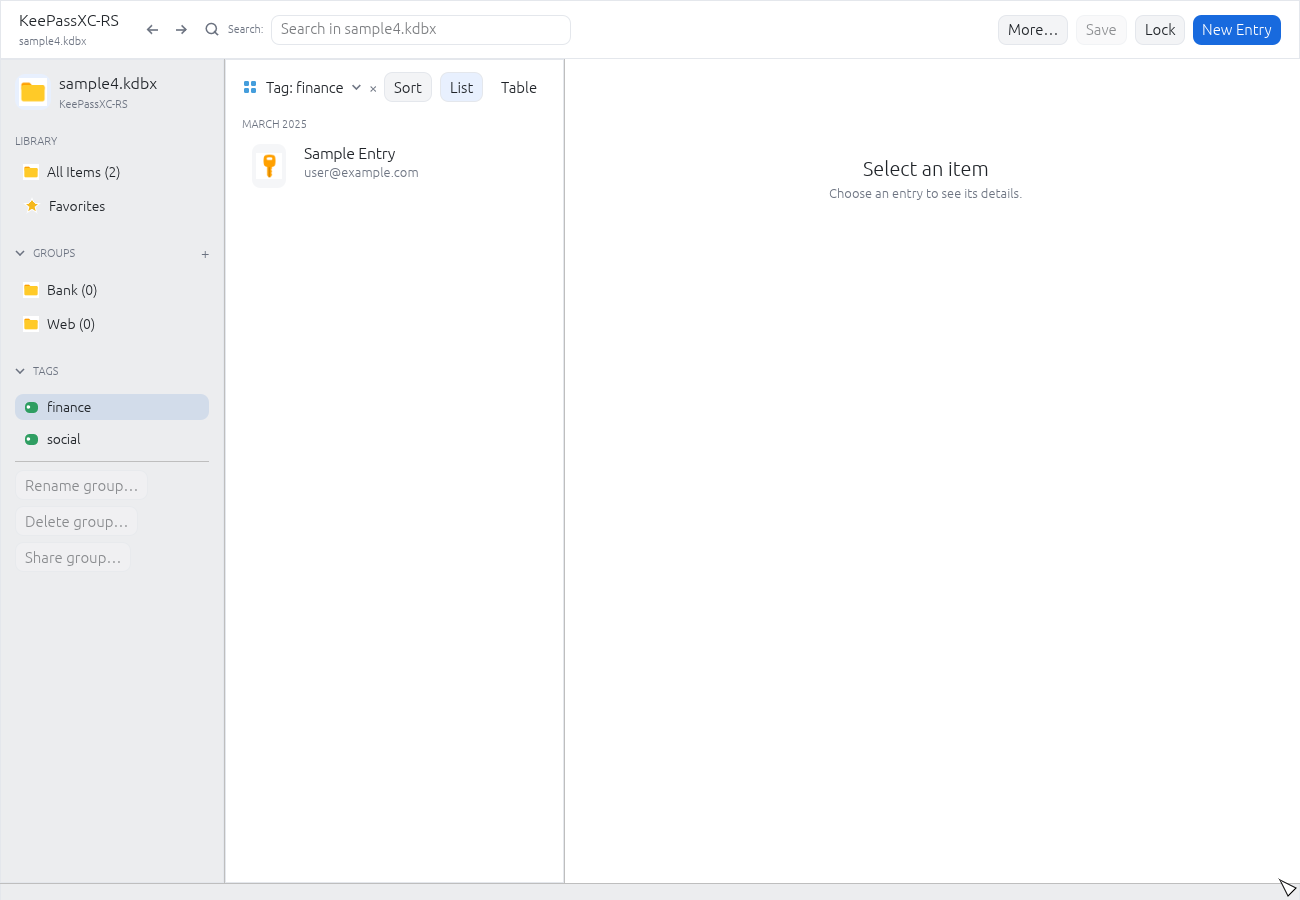 KeePassXC-RS
sample4.kdbx
Search:
Search in sample4.kdbx
More...
Save
Lock
New Entry
sample4.kdbx
KeePassXC-RS
LIBRARY
All Items (2)
Favorites
GROUPS
+
Bank (0)
Web (0)
TAGS
finance
social
Rename group...
Delete group...
Share group...
Tag: finance
×
Sort
List
Table
MARCH 2025
Sample Entry
user@example.com
Select an item
Choose an entry to see its details.